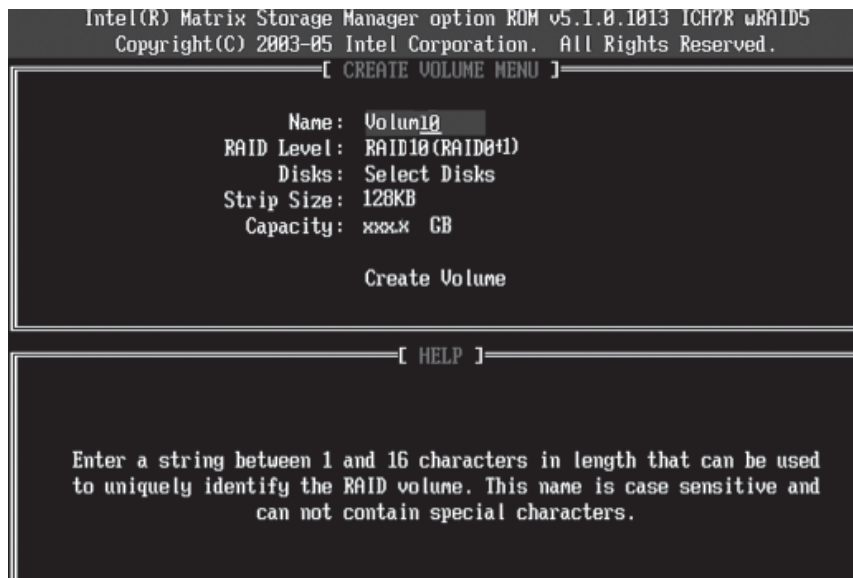 Intel(R) Matrix Storage Manager option ROM v5.1.0.1013 ICH7R wRAID5
Copyright(C) 2003-05 Intel Corporation. All Rights Reserved.
[ CREATE VOLUME MENU ]
Name: Volum10
RAID Level: RAID10(RAID0+1)
Disks: Select Disks
Strip Size: 128KB
Capacity: xxx.x GB
Create Volume
[ HELP ]
Enter a string between 1 and 16 characters in length that can be used
to uniquely identify the RAID volume. This name is case sensitive and
can not contain special characters.